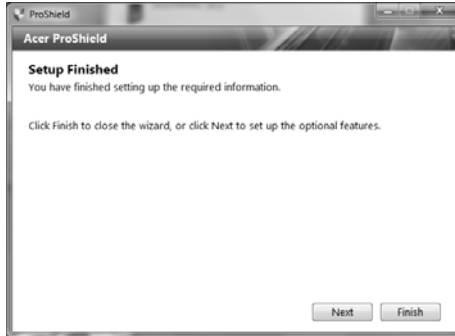 ProShield
Acer ProShield
Setup Finished
You have finished setting up the required information.
Click Finish to close the wizard, or click Next to set up the optional features.
Next
Finish